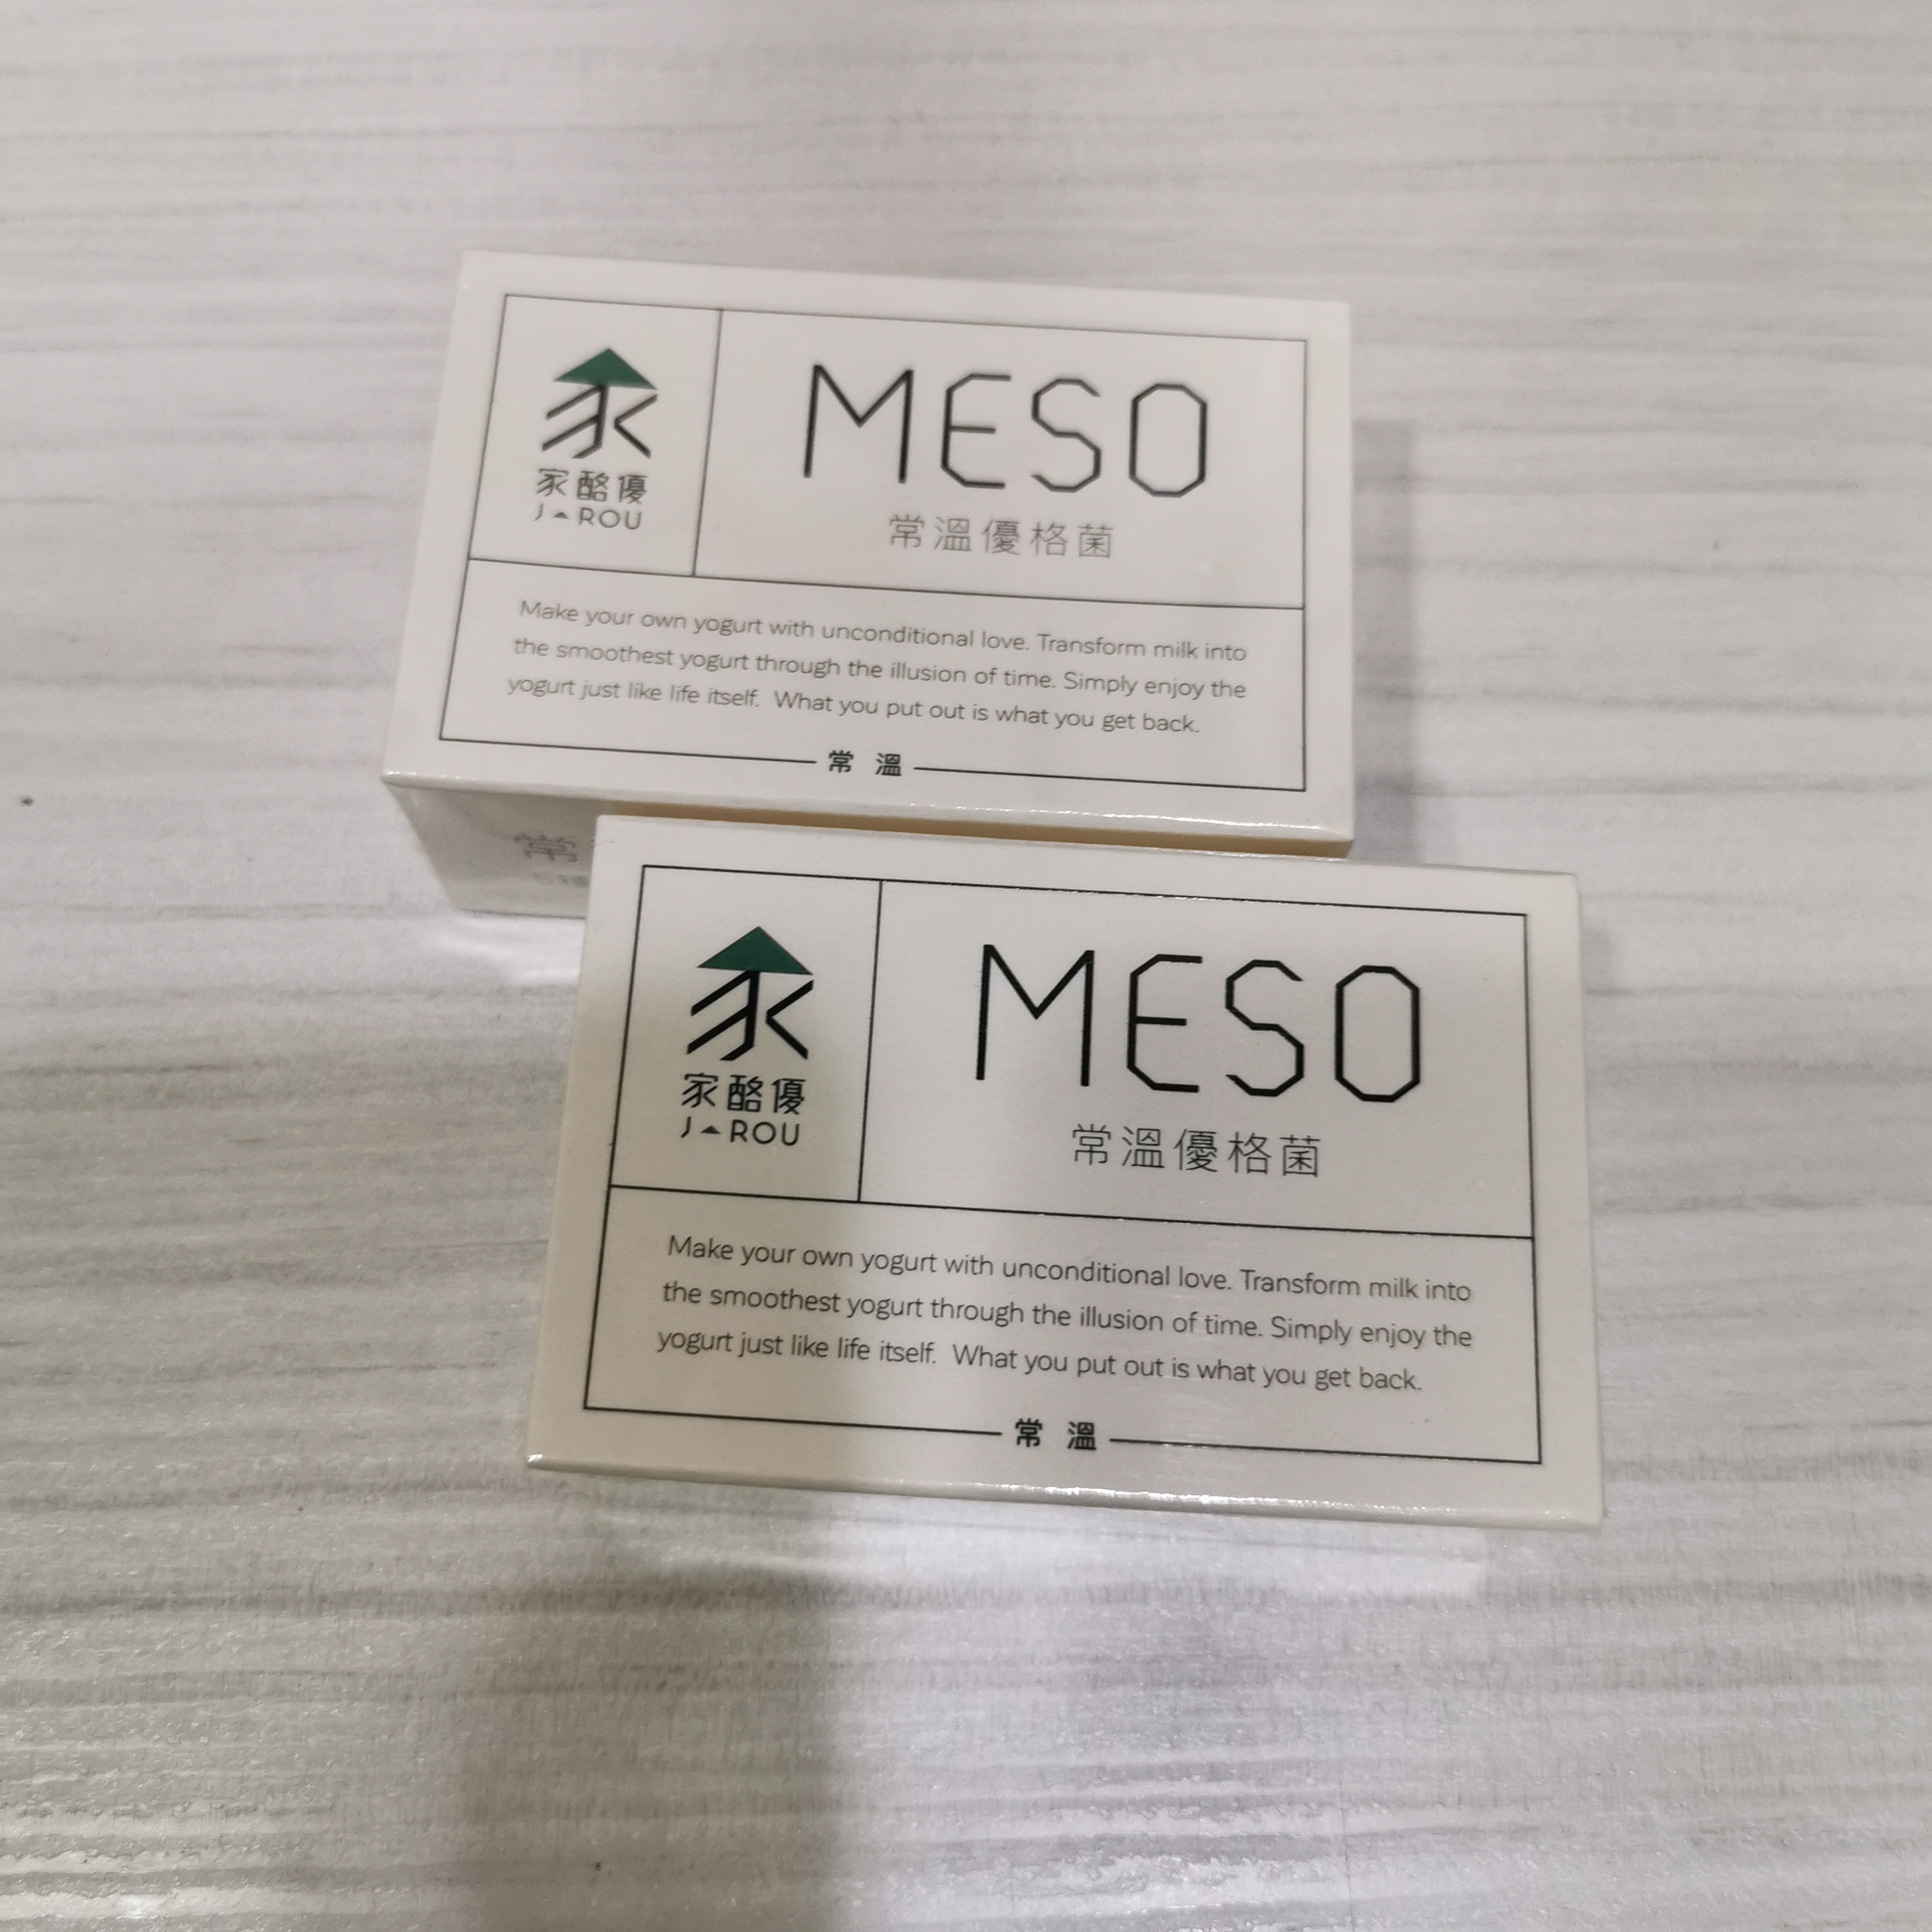 家酪優
JAROU
MESO
常溫優格菌
Make your own yogurt with unconditional love. Transform milk into
the smoothest yogurt through the illusion of time. Simply enjoy the
yogurt just like life itself. What you put out is what you get back.
常溫
常
家酪優
JAROU
MESO
常溫優格菌
Make your own yogurt with unconditional love. Transform milk into
the smoothest yogurt through the illusion of time. Simply enjoy the
yogurt just like life itself. What you put out is what you get back.
常溫